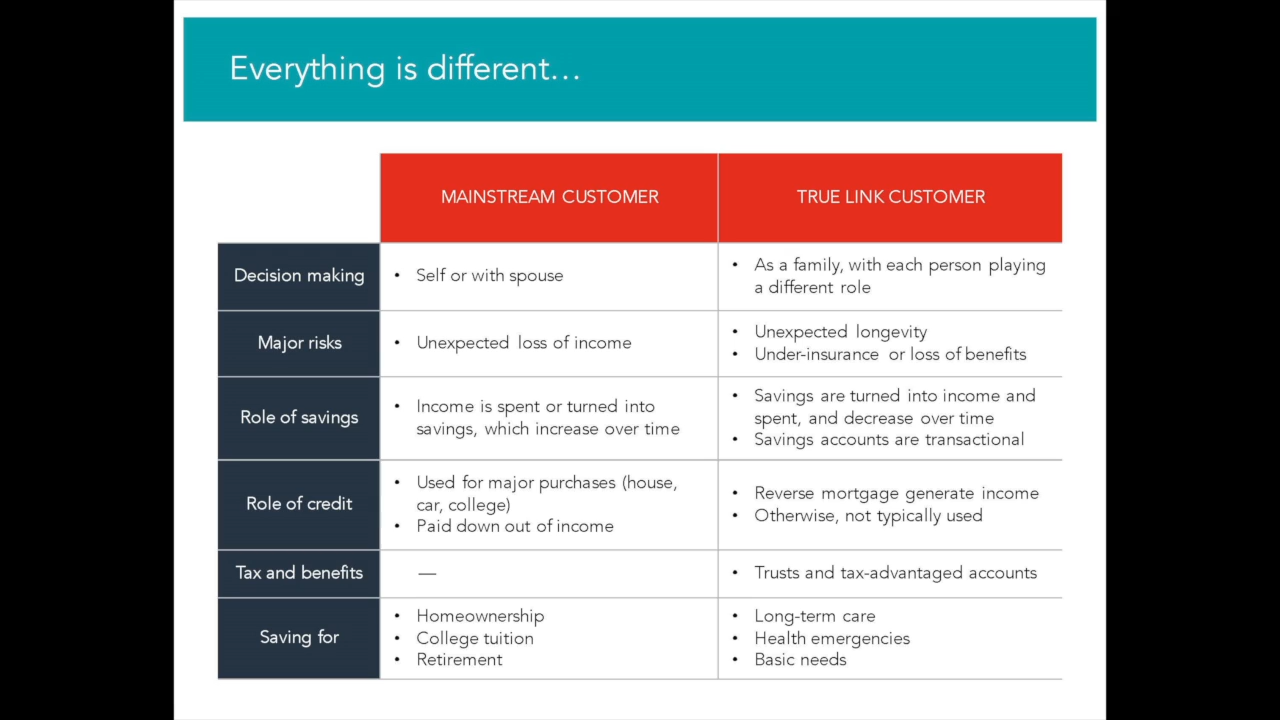 Everything is different…
MAINSTREAM CUSTOMER
TRUE LINK CUSTOMER
Decision making
• Self or with spouse
• As a family, with each person playing
a different role
Major risks
• Unexpected loss of income
• Unexpected longevity
• Under-insurance or loss of benefits
Role of savings
• Income is spent or turned into
savings, which increase over time
• Savings are turned into income and
spent, and decrease over time
• Savings accounts are transactional
Role of credit
• Used for major purchases (house,
car, college)
• Paid down out of income
• Reverse mortgage generate income
• Otherwise, not typically used
Tax and benefits
—
• Trusts and tax-advantaged accounts
Saving for
• Homeownership
• College tuition
• Retirement
• Long-term care
• Health emergencies
• Basic needs